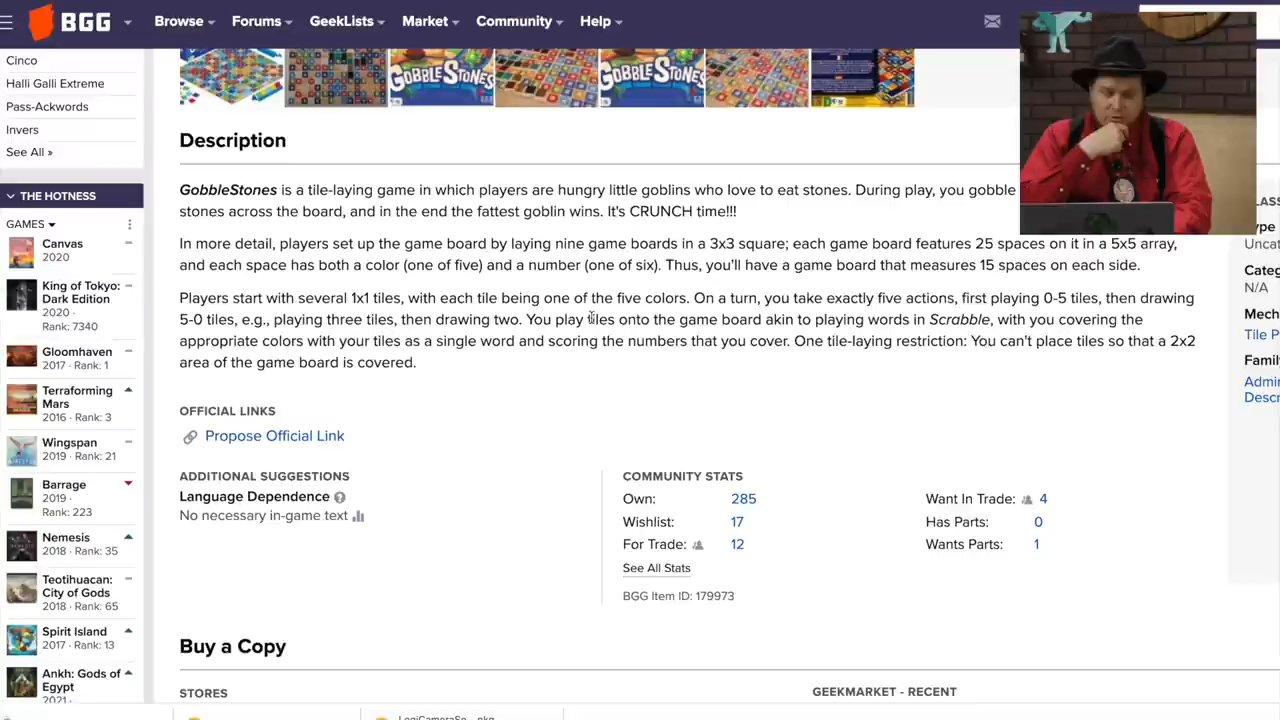 BGG
Browse Forums GeekLists Market Community Help
Cinco
Halli Galli Extreme
Pass-Ackwords
Invers
See All »
THE HOTNESS
GAMES
Canvas
2020
King of Tokyo:
Dark Edition
2020 ·
Rank: 7340
Gloomhaven
2017 · Rank: 1
Terraforming
Mars
2016 · Rank: 3
Wingspan
2019 · Rank: 21
Barrage
2019 ·
Rank: 223
Nemesis
2018 · Rank: 35
Teotihuacan:
City of Gods
2018 · Rank: 65
Spirit Island
2017 · Rank: 13
Ankh: Gods of
Egypt
2021 ·
GOBBLESTONES
GOBBLESTONES
Description
GobbleStones is a tile-laying game in which players are hungry little goblins who love to eat stones. During play, you gobble
stones across the board, and in the end the fattest goblin wins. It's CRUNCH time!!!
In more detail, players set up the game board by laying nine game boards in a 3x3 square; each game board features 25 spaces on it in a 5x5 array,
and each space has both a color (one of five) and a number (one of six). Thus, you'll have a game board that measures 15 spaces on each side.
Players start with several 1x1 tiles, with each tile being one of the five colors. On a turn, you take exactly five actions, first playing 0-5 tiles, then drawing
5-0 tiles, e.g., playing three tiles, then drawing two. You play tiles onto the game board akin to playing words in Scrabble, with you covering the
appropriate colors with your tiles as a single word and scoring the numbers that you cover. One tile-laying restriction: You can't place tiles so that a 2x2
area of the game board is covered.
OFFICIAL LINKS
Propose Official Link
ADDITIONAL SUGGESTIONS
Language Dependence
No necessary in-game text
COMMUNITY STATS
Own: 285
Wishlist: 17
For Trade: 12
See All Stats
BGG Item ID: 179973
Want In Trade: 4
Has Parts: 0
Wants Parts: 1
Buy a Copy
STORES
GEEKMARKET - RECENT
N/A
Tile P